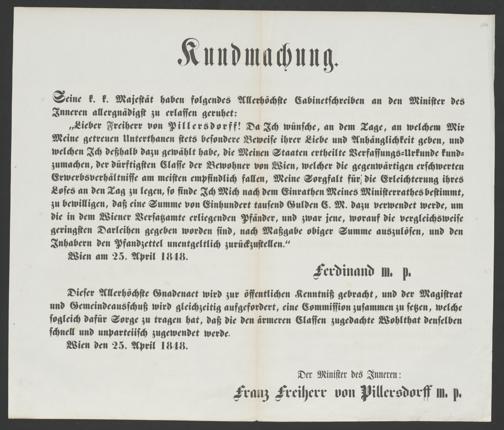 Kundmachung.
Seine k. k. Majestät haben folgendes Allerhöchste Cabinetschreiben an den Minister des
Inneren allergnädigst zu erlassen geruhet:
„Lieber Freiherr von Pillersdorff! Da Ich wünsche, an dem Tage, an welchem Mir
Meine getreuen Unterthanen stets besondere Beweise ihrer Liebe und Anhänglichkeit geben, und
welchen Ich deßhalb dazu gewählt habe, die Meinen Staaten ertheilte Verfassungs-Urkunde kund-
zumachen, der dürftigsten Classe der Bewohner von Wien, welcher die gegenwärtigen erschwerten
Erwerbsverhältnisse am meisten empfindlich fallen, Meine Sorgfalt für die Erleichterung ihres
Loses an den Tag zu legen, so finde Ich Mich nach dem Einrathen Meines Ministerrathes bestimmt,
zu bewilligen, daß eine Summe von Einhundert tausend Gulden C. M. dazu verwendet werde, um
die in dem Wiener Versatzamte erliegenden Pfänder, und zwar jene, worauf die vergleichsweise
geringsten Darleihen gegeben worden sind, nach Maßgabe obiger Summe auszulösen, und den
Inhabern den Pfandzettel unentgeltlich zurückzustellen."
Wien am 25. April 1848.
Ferdinand m. p.
Dieser Allerhöchste Gnadenact wird zur öffentlichen Kenntniß gebracht, und der Magistrat
und Gemeindeausschuß wird gleichzeitig aufgefordert, eine Commission zusammen zu setzen, welche
sogleich dafür Sorge zu tragen hat, daß die den ärmeren Classen zugedachte Wohlthat denselben
schnell und unparteiisch zugewendet werde.
Wien den 25. April 1848.
Der Minister des Inneren:
Franz Freiherr von Pillersdorff m. p.